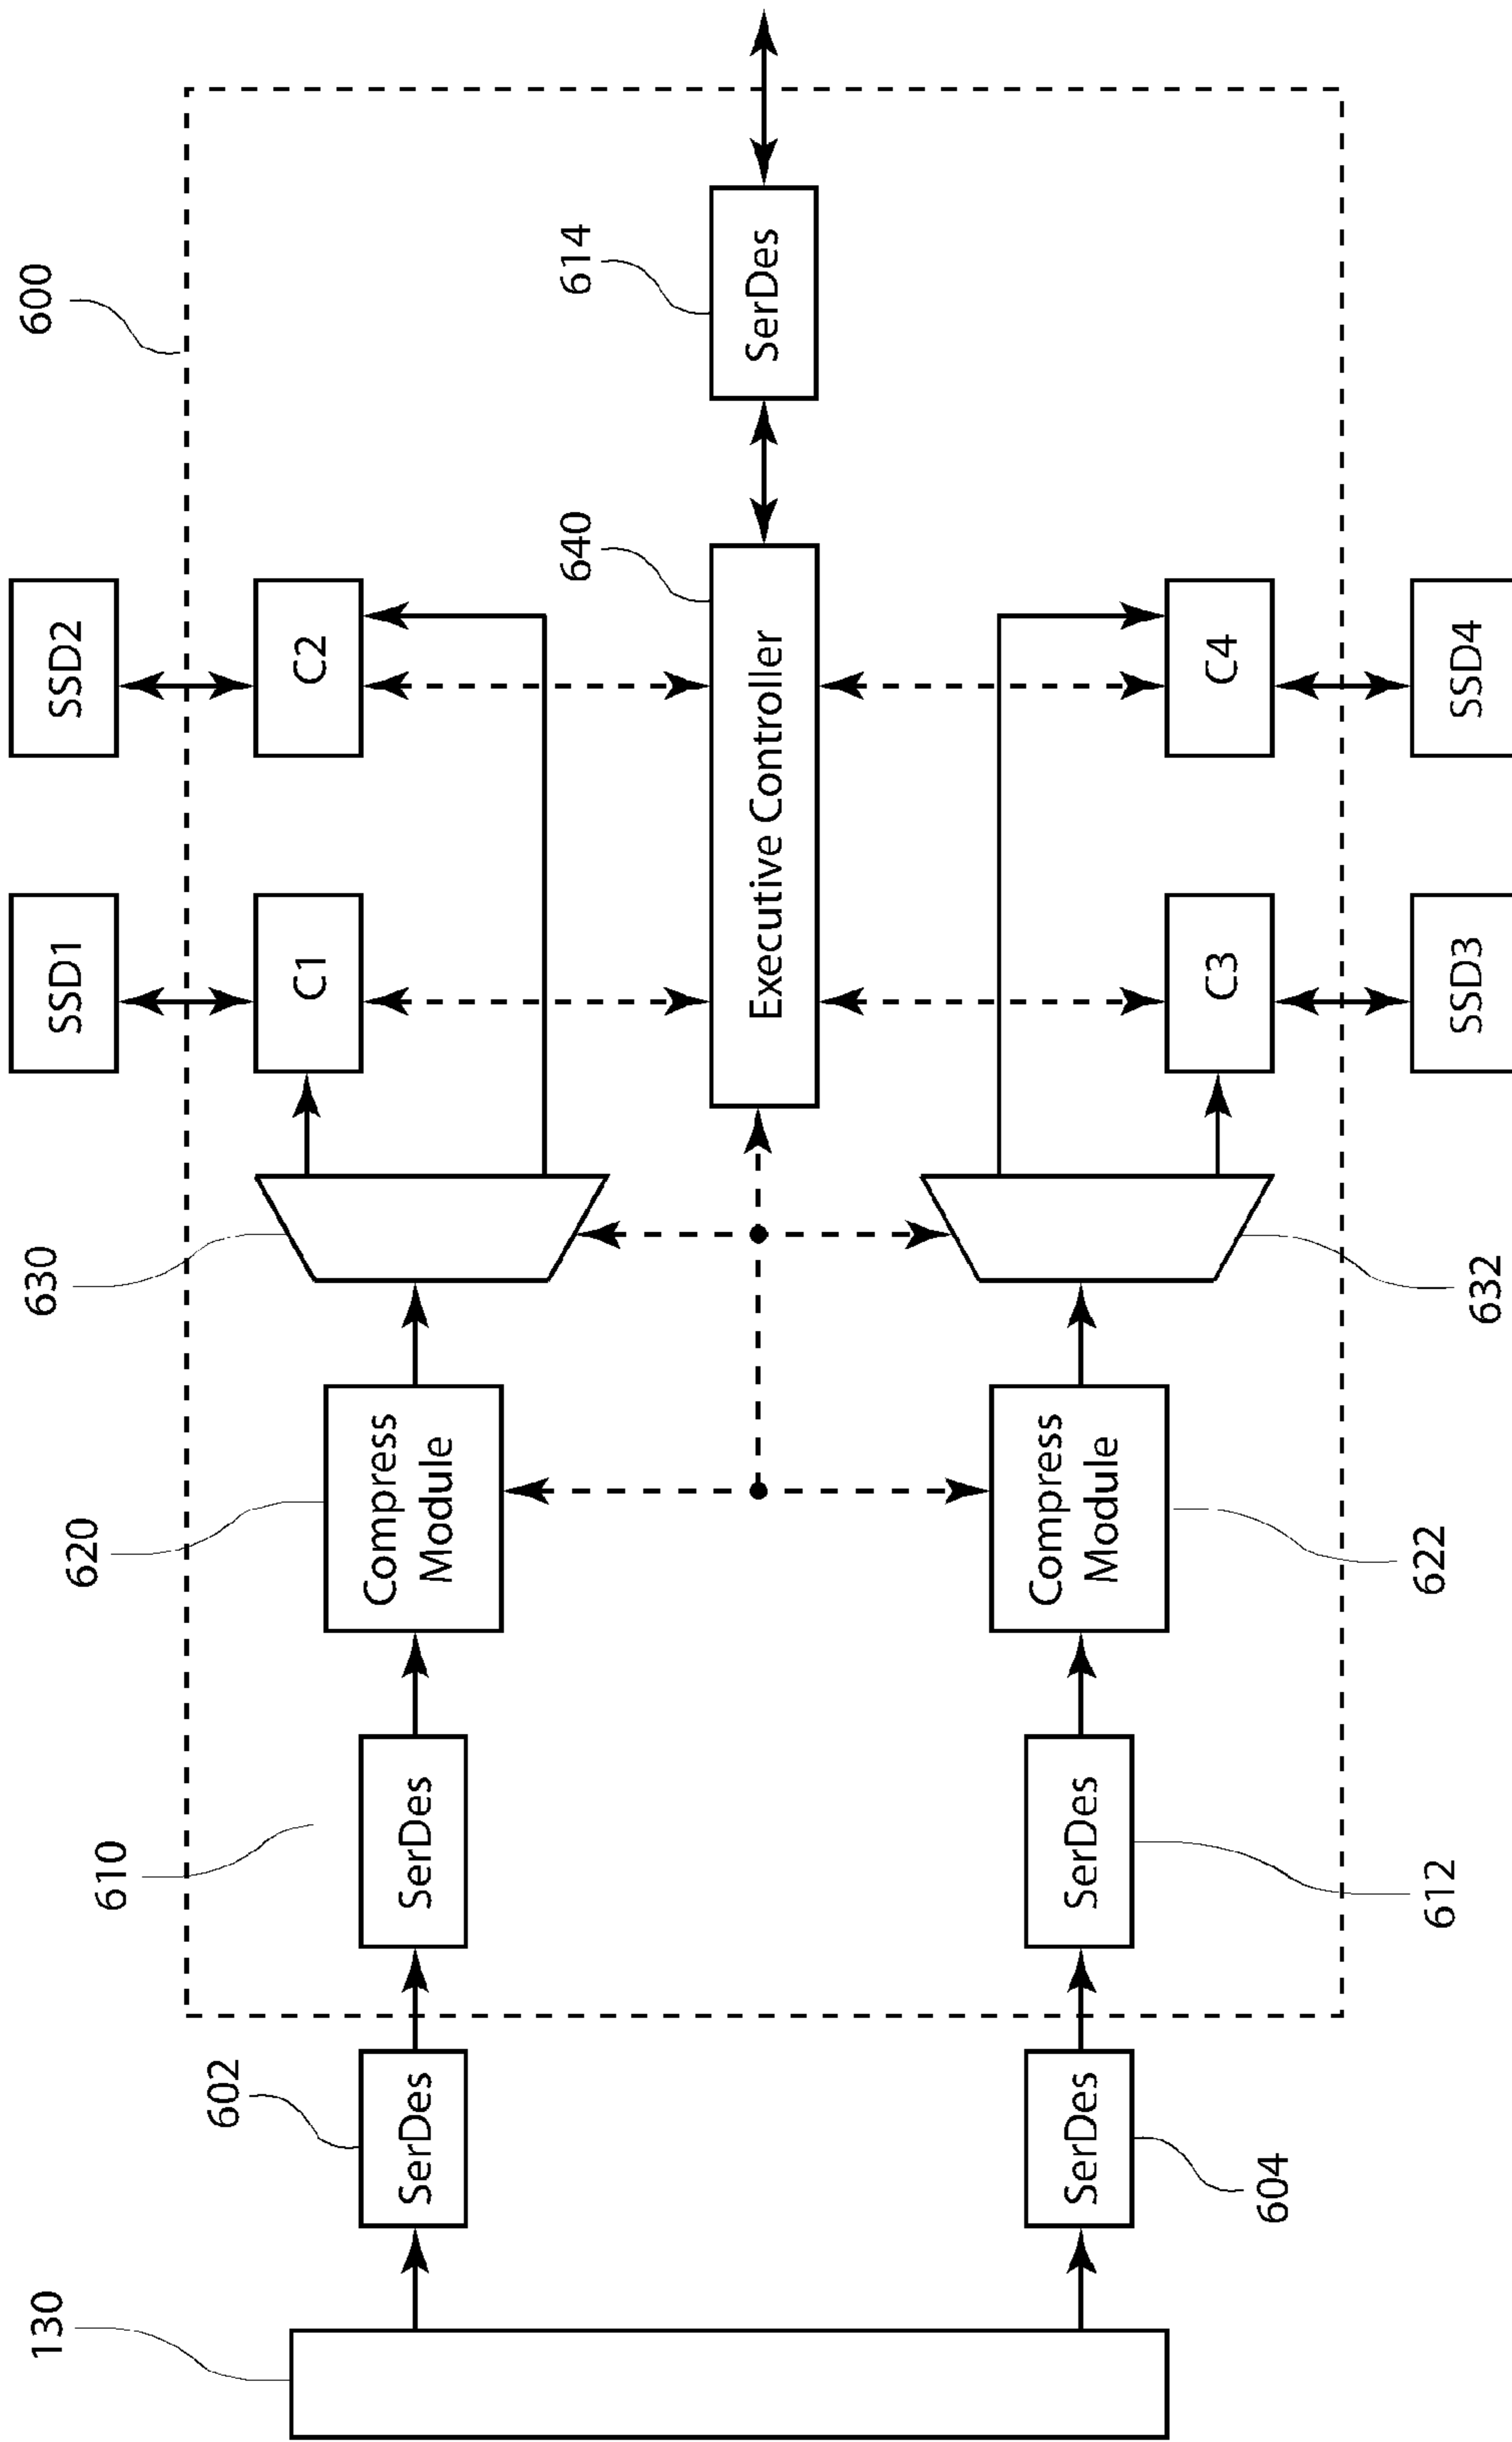 600
SSD1
SSD2
630
C1
C2
620
610
602
130
SerDes
SerDes
Compress
Module
614
640
Executive Controller
SerDes
SerDes
SerDes
Compress
Module
C3
C4
604
612
622
632
SSD3
SSD4